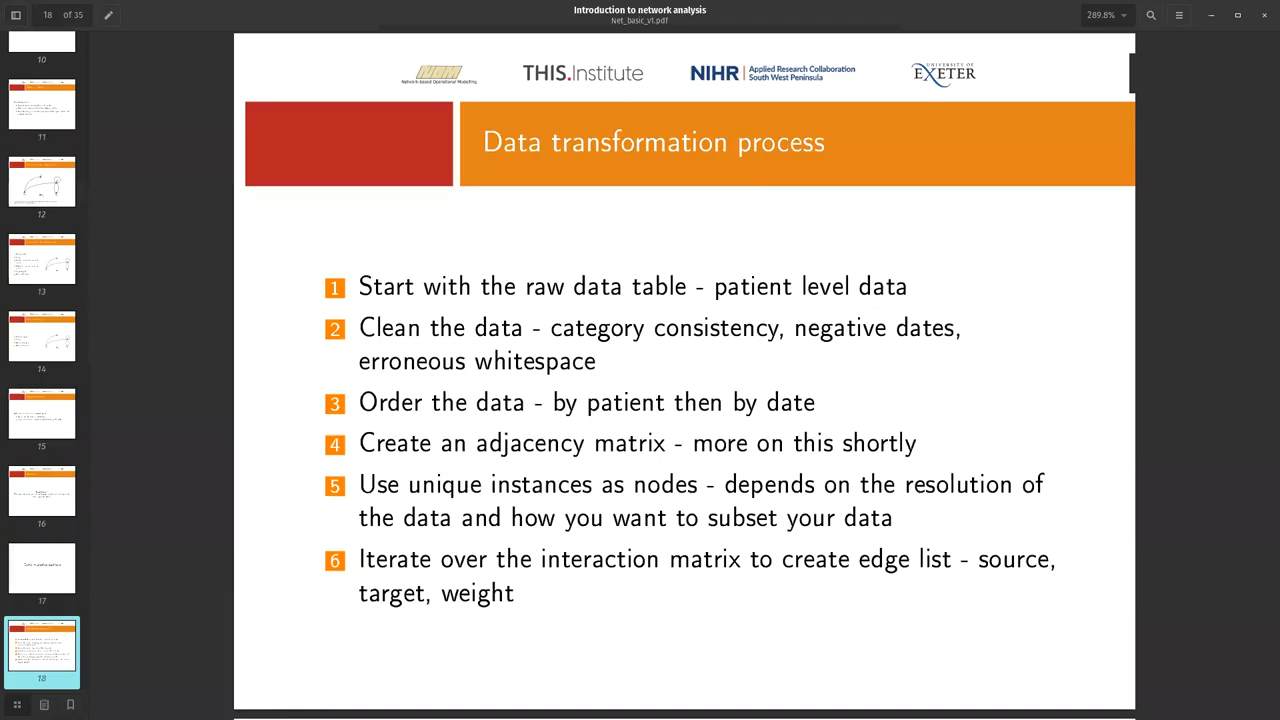 18 of 35
Introduction to network analysis
Net_basic_v1.pdf
289.8%
10
11
12
13
14
15
16
17
18
Network-based Operational Modelling
THIS.Institute
NIHR | Applied Research Collaboration
South West Peninsula
UNIVERSITY OF
EXETER
Data transformation process
1 Start with the raw data table - patient level data
2 Clean the data - category consistency, negative dates,
erroneous whitespace
3 Order the data - by patient then by date
4 Create an adjacency matrix - more on this shortly
5 Use unique instances as nodes - depends on the resolution of
the data and how you want to subset your data
6 Iterate over the interaction matrix to create edge list - source,
target, weight